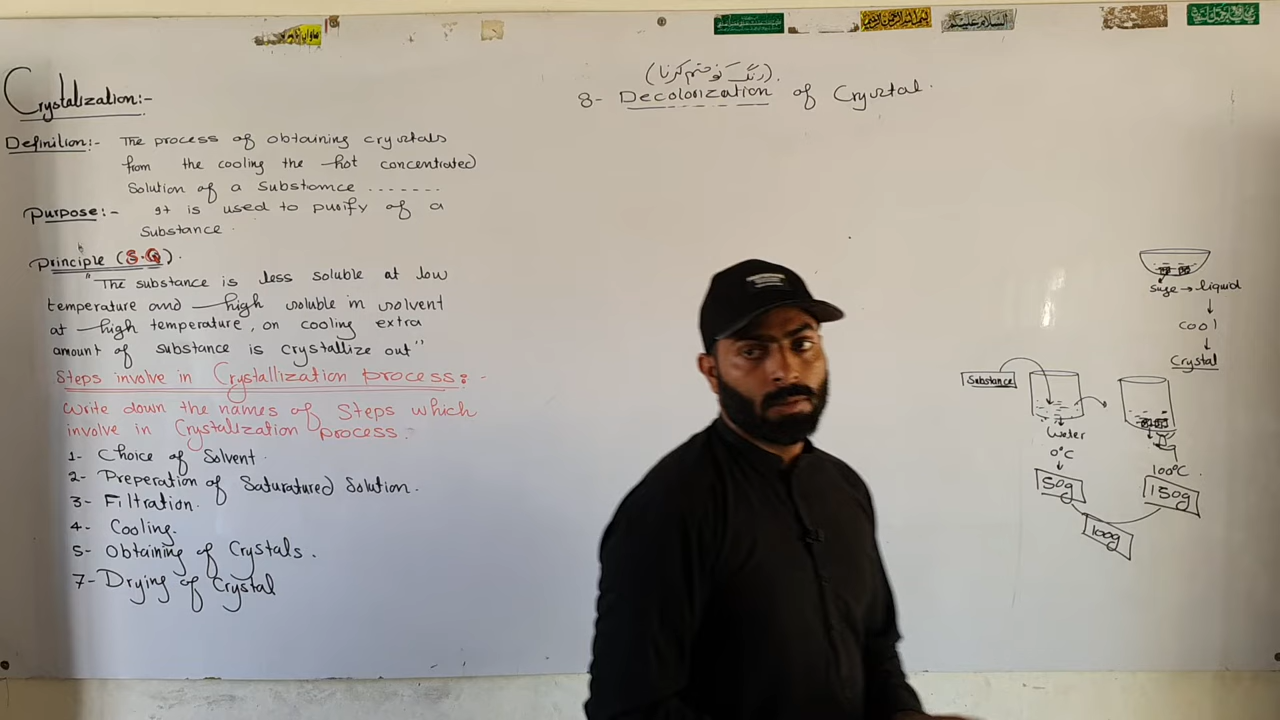 Crystalization:-
Definition:- The process of obtaining crystals
from the cooling the hot concentrated
Solution of a Substance .......
Purpose:- It is used to purify of a
Substance.
Principle (S.Q).
"The substance is less soluble at low
temperature and high soluble in solvent
at high temperature, on cooling extra
amount of substance is crystallize out"
Steps involve in Crystallization process:-
Write down the names of Steps which
involve in Crystalization process.
1- Choice of Solvent.
2- Preperation of Saturatured Solution.
3- Filtration.
4- Cooling.
5- Obtaining of Crystals.
7- Drying of Crystal
8- Decolorization of Crystal.
liquid
cool
Crystal
Substance
Water
0°C
50g
100°C.
150g
100g
السلام علیکم